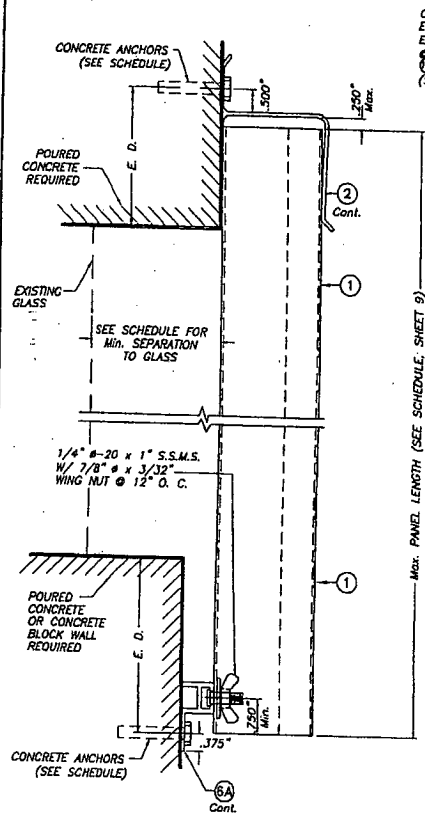 CONCRETE ANCHORS
(SEE SCHEDULE)
.500"
.250"
Max.
E. D.
POURED
CONCRETE
REQUIRED
2
Cont.
EXISTING
GLASS
1
SEE SCHEDULE FOR
Min. SEPARATION
TO GLASS
Max. PANEL LENGTH (SEE SCHEDULE, SHEET 9)
1/4" ø-20 x 1" S.S.M.S.
W/ 7/8" ø x 3/32"
WING NUT @ 12" O. C.
1
POURED
CONCRETE
OR CONCRETE
BLOCK WALL
REQUIRED
E. D.
.750"
Min.
.375"
CONCRETE ANCHORS
(SEE SCHEDULE)
6A
Cont.